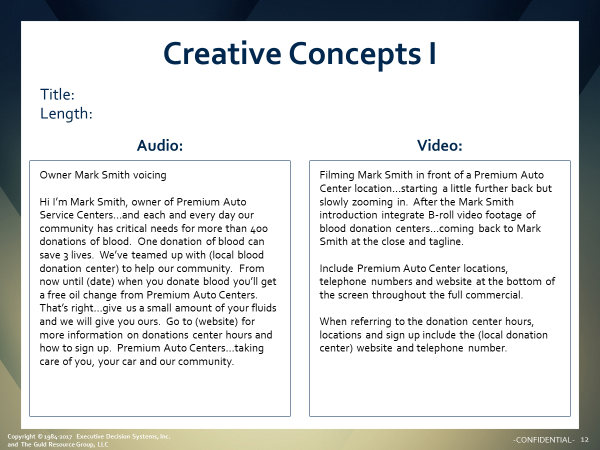 Creative Concepts I
Title:
Length:
Audio:
Owner Mark Smith voicing
Hi I'm Mark Smith, owner of Premium Auto
Service Centers...and each and every day our
community has critical needs for more than 400
donations of blood. One donation of blood can
save 3 lives. We've teamed up with (local blood
donation center) to help our community. From
now until (date) when you donate blood you'll get
a free oil change from Premium Auto Centers.
That's right...give us a small amount of your fluids
and we will give you ours. Go to (website) for
more information on donations center hours and
how to sign up. Premium Auto Centers...taking
care of you, your car and our community.
Video:
Filming Mark Smith in front of a Premium Auto
Center location...starting a little further back but
slowly zooming in. After the Mark Smith
introduction integrate B-roll video footage of
blood donation centers...coming back to Mark
Smith at the close and tagline.
Include Premium Auto Center locations,
telephone numbers and website at the bottom of
the screen throughout the full commercial.
When referring to the donation center hours,
locations and sign up include the (local donation
center) website and telephone number.
Copyright © 1984-2017 Executive Decision Systems, Inc.
and The Guld Resource Group, LLC
-CONFIDENTIAL- 12